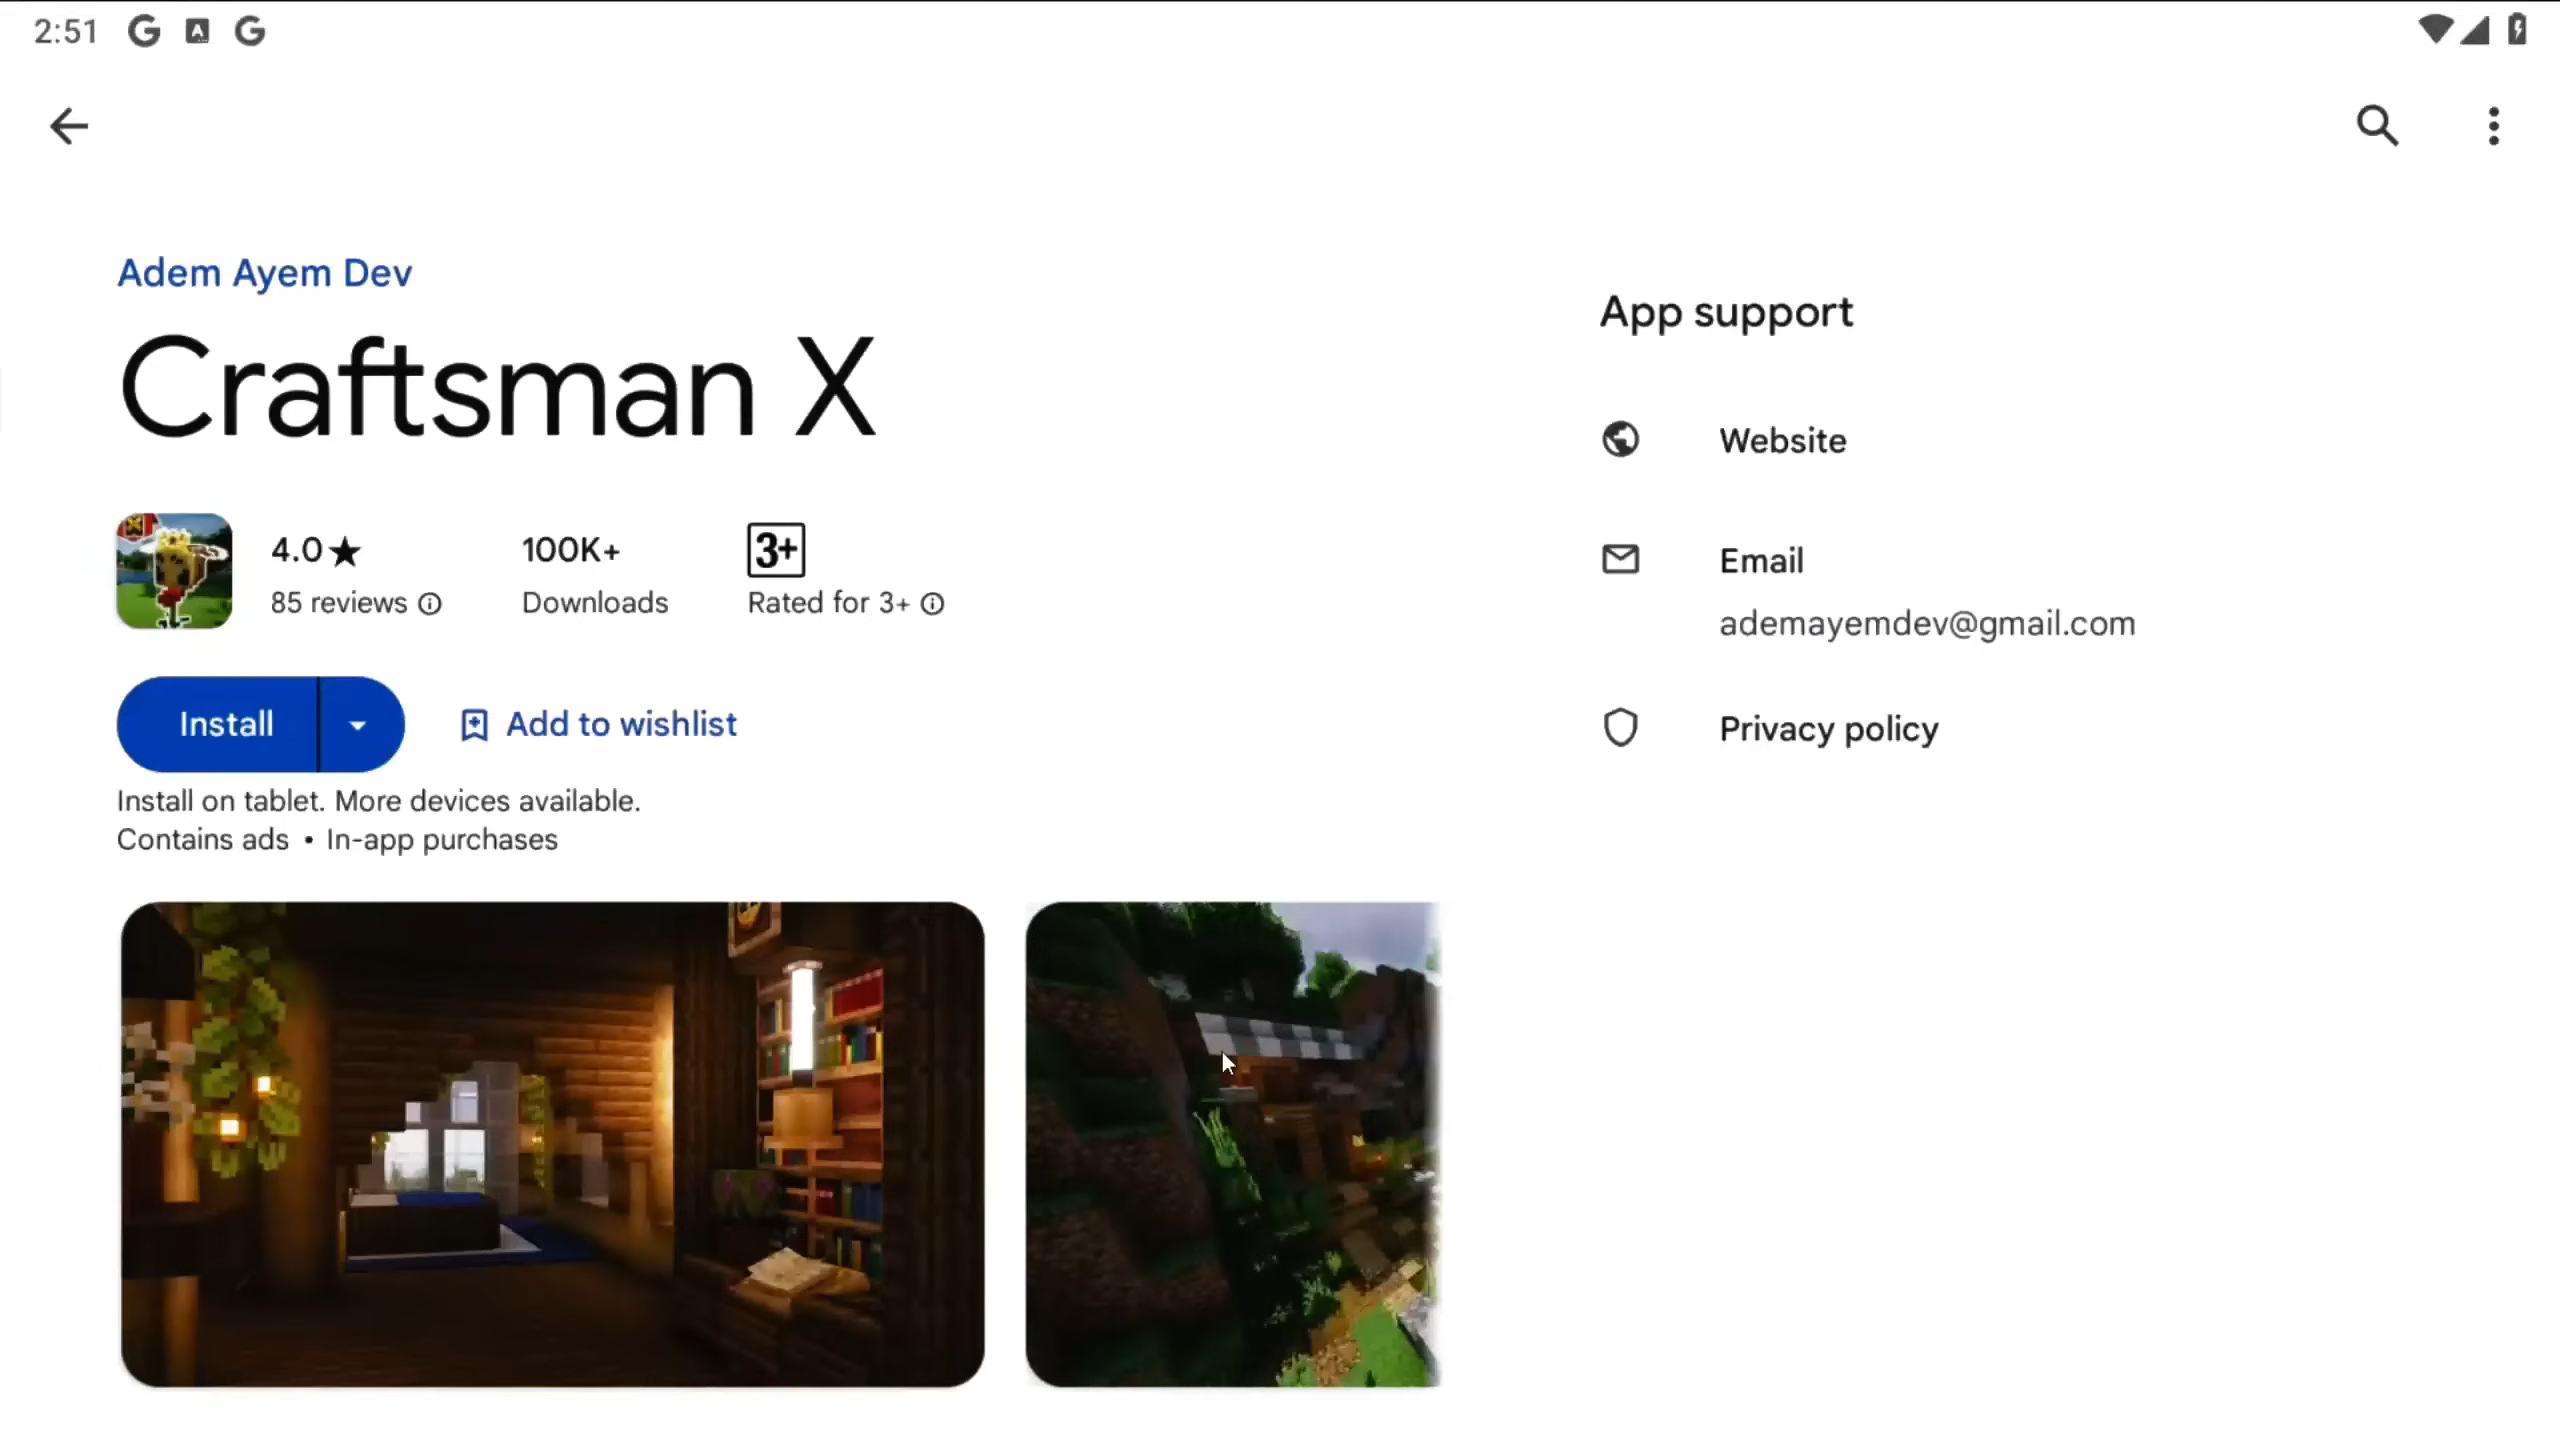 2:51
Adem Ayem Dev
Craftsman X
4.0★
85 reviews
100K+
Downloads
3+
Rated for 3+
Install
Add to wishlist
Install on tablet. More devices available.
Contains ads • In-app purchases
App support
Website
Email
ademayemdev@gmail.com
Privacy policy